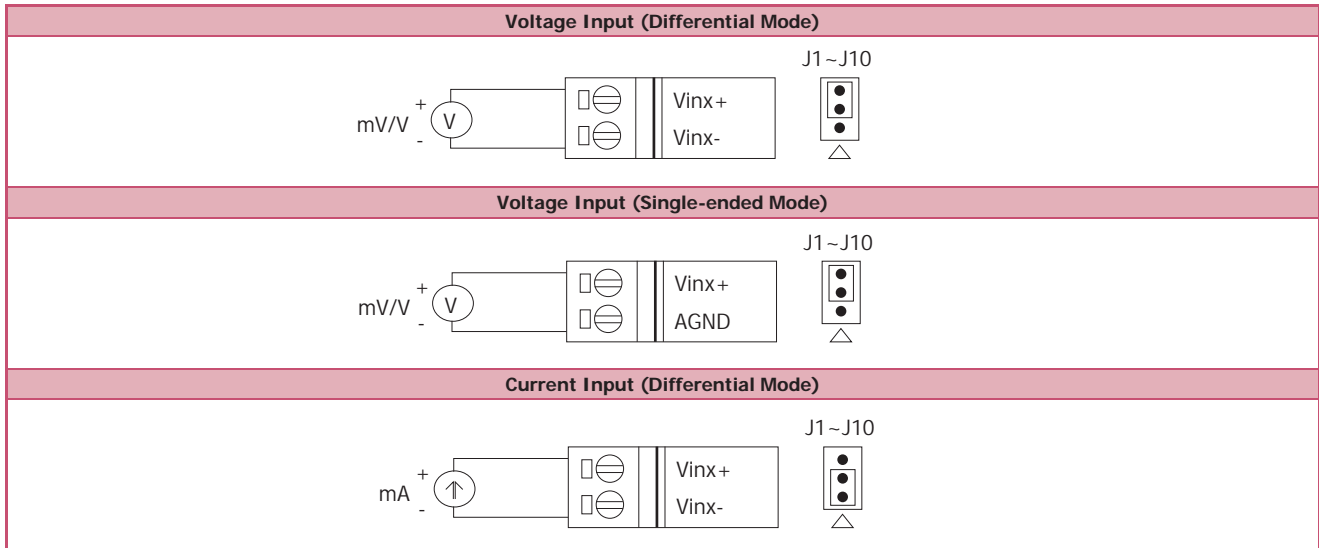 Voltage Input (Differential Mode)
J1~J10
mV/V
+
-
V
Vinx+
Vinx-
Voltage Input (Single-ended Mode)
J1~J10
mV/V
+
-
V
Vinx+
AGND
Current Input (Differential Mode)
J1~J10
mA
+
-
Vinx+
Vinx-